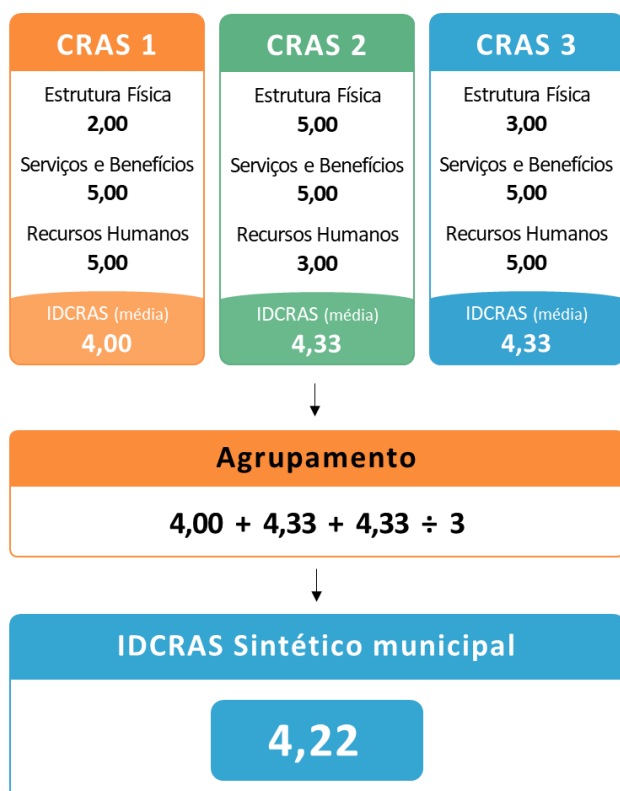 CRAS 1
Estrutura Física
2,00
Serviços e Benefícios
5,00
Recursos Humanos
5,00
IDCRAS (média)
4,00
CRAS 2
Estrutura Física
5,00
Serviços e Benefícios
5,00
Recursos Humanos
3,00
IDCRAS (média)
4,33
CRAS 3
Estrutura Física
3,00
Serviços e Benefícios
5,00
Recursos Humanos
5,00
IDCRAS (média)
4,33
Agrupamento
4,00 + 4,33 + 4,33 ÷ 3
IDCRAS Sintético municipal
4,22